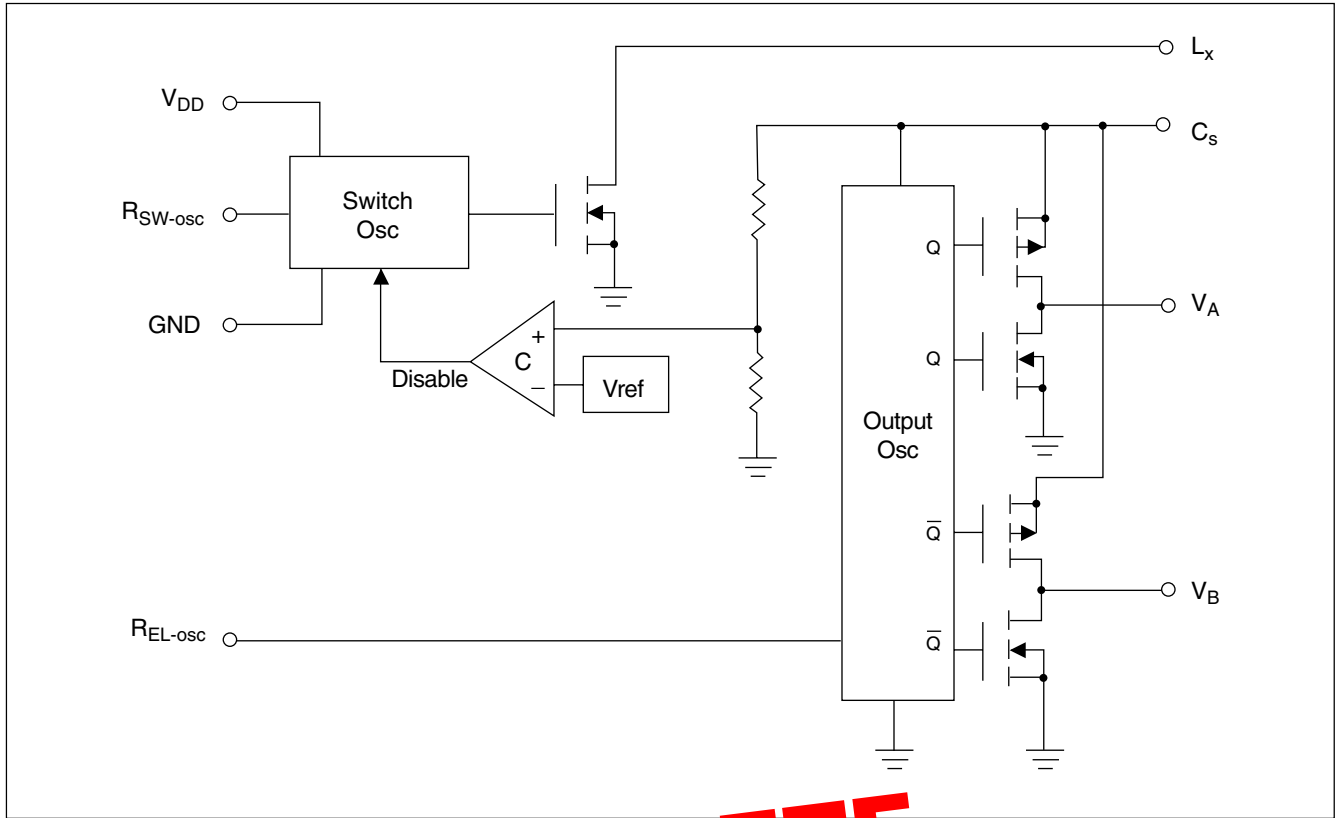 L_x
V_DD
C_s
R_SW-osc
Switch
Osc
Q
GND
V_A
+
C
–
Disable
Vref
Q
Output
Osc
Q̅
V_B
R_EL-osc
Q̅